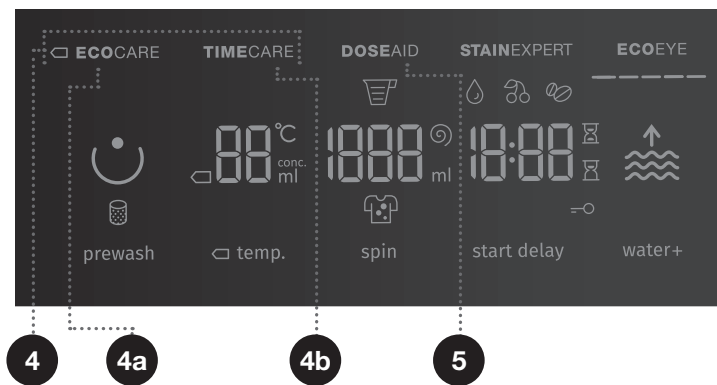 ECOCARE TIMECARE DOSEAID STAINEXPERT ECOEYE
88 °C conc. ml 1888 ml 18:88
prewash temp. spin start delay water+
4 4a 4b 5